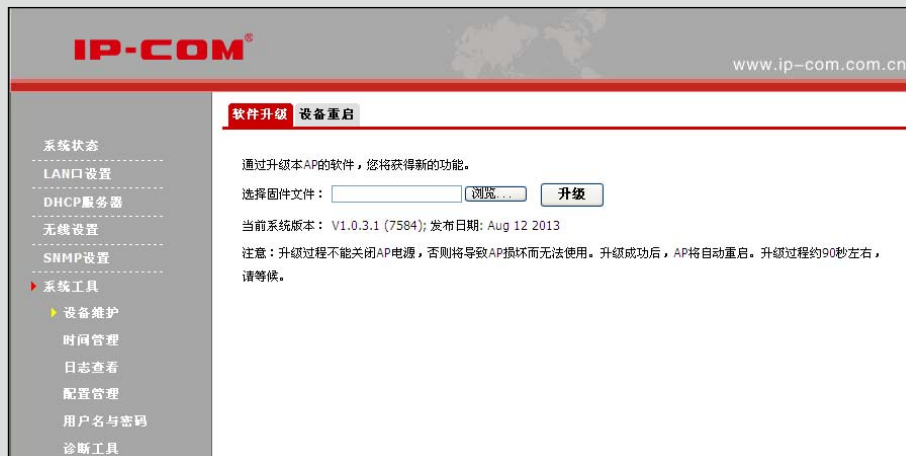 IP-COM®
www.ip-com.com.cn
软件升级 设备重启
系统状态
LAN口设置
DHCP服务器
无线设置
SNMP设置
系统工具
设备维护
时间管理
日志查看
配置管理
用户名与密码
诊断工具
通过升级本AP的软件，您将获得新的功能。
选择固件文件： 浏览... 升级
当前系统版本： V1.0.3.1 (7584); 发布日期: Aug 12 2013
注意：升级过程不能关闭AP电源，否则将导致AP损坏而无法使用。升级成功后，AP将自动重启。升级过程约90秒左右，
请等候。